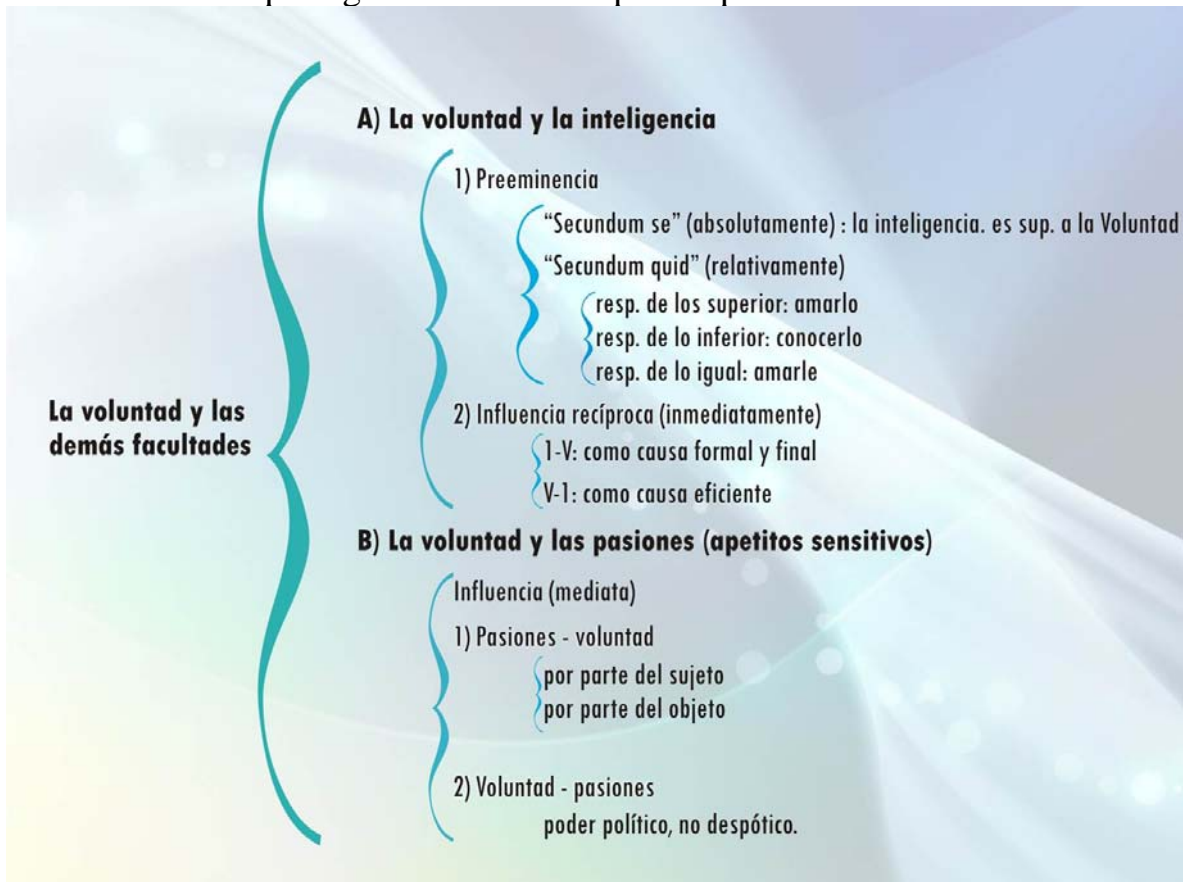 A) La voluntad y la inteligencia
1) Preeminencia
“Secundum se” (absolutamente) : la inteligencia. es sup. a la Voluntad
“Secundum quid” (relativamente)
resp. de los superior: amarlo
resp. de lo inferior: conocerlo
resp. de lo igual: amarle
La voluntad y las
demás facultades
2) Influencia recíproca (inmediatamente)
1-V: como causa formal y final
V-1: como causa eficiente
B) La voluntad y las pasiones (apetitos sensitivos)
Influencia (mediata)
1) Pasiones - voluntad
por parte del sujeto
por parte del objeto
2) Voluntad - pasiones
poder político, no despótico.